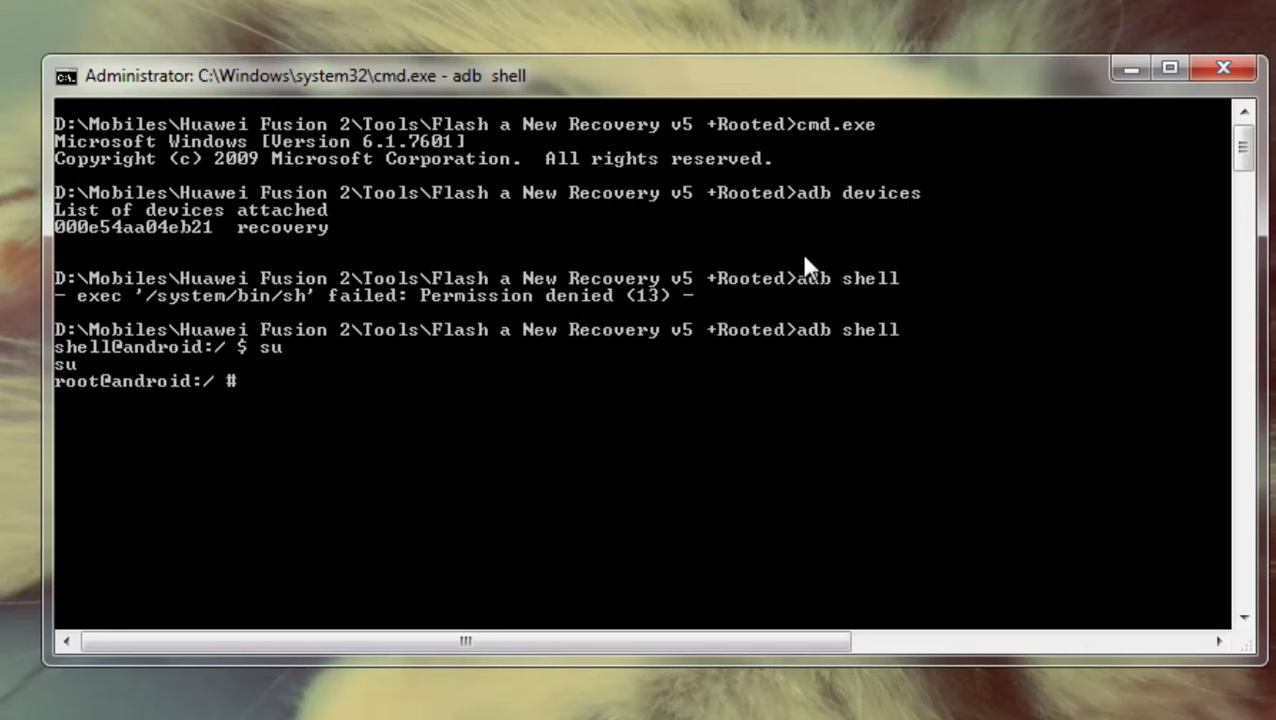 Administrator: C:\Windows\system32\cmd.exe - adb  shell
D:\Mobiles\Huawei Fusion 2\Tools\Flash a New Recovery v5 +Rooted>cmd.exe
Microsoft Windows [Version 6.1.7601]
Copyright (c) 2009 Microsoft Corporation.  All rights reserved.
D:\Mobiles\Huawei Fusion 2\Tools\Flash a New Recovery v5 +Rooted>adb devices
List of devices attached
000e54aa04eb21  recovery
D:\Mobiles\Huawei Fusion 2\Tools\Flash a New Recovery v5 +Rooted>adb shell
- exec '/system/bin/sh' failed: Permission denied (13) -
D:\Mobiles\Huawei Fusion 2\Tools\Flash a New Recovery v5 +Rooted>adb shell
shell@android:/ $ su
su
root@android:/ #